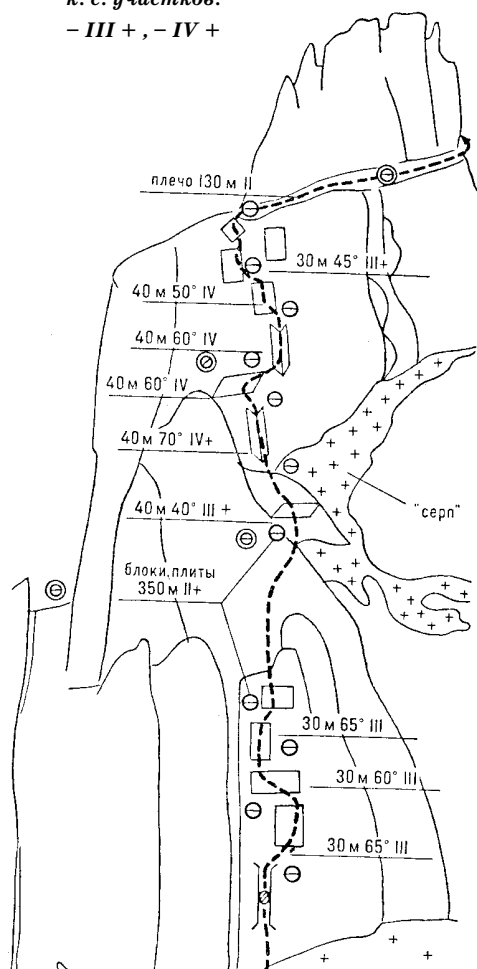 к. с. участков:
– III + , – IV +
плечо 130 м II
30 м 45° III+
40 м 50° IV
40 м 60° IV
40 м 60° IV
40 м 70° IV+
"серп"
40 м 40° III +
блоки, плиты
350 м II+
30 м 65° III
30 м 60° III
30 м 65° III